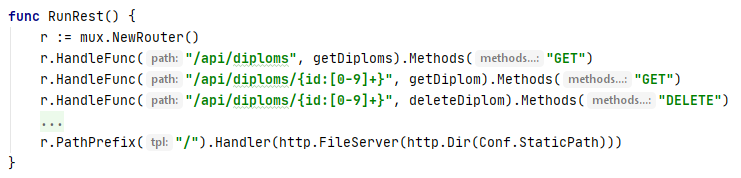 func RunRest() {
r := mux.NewRouter()
r.HandleFunc( path: "/api/diploms", getDiploms).Methods( methods...: "GET")
r.HandleFunc( path: "/api/diploms/{id:[0-9]+}", getDiplom).Methods( methods...: "GET")
r.HandleFunc( path: "/api/diploms/{id:[0-9]+}", deleteDiplom).Methods( methods...: "DELETE")
...
r.PathPrefix( tpl: "/").Handler(http.FileServer(http.Dir(Conf.StaticPath)))
}